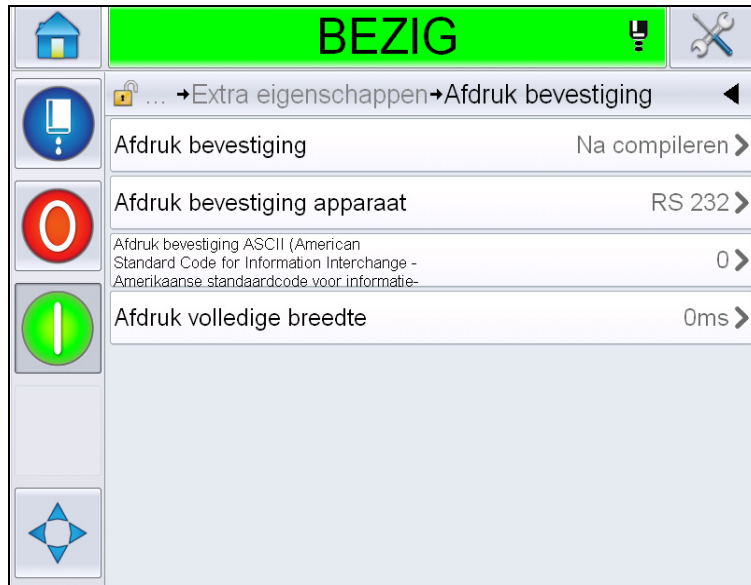 BEZIG
... →Extra eigenschappen→Afdruk bevestiging
Afdruk bevestiging Na compileren
Afdruk bevestiging apparaat RS 232
Afdruk bevestiging ASCII (American
Standard Code for Information Interchange -
Amerikaanse standaardcode voor informatie-
0
Afdruk volledige breedte 0ms